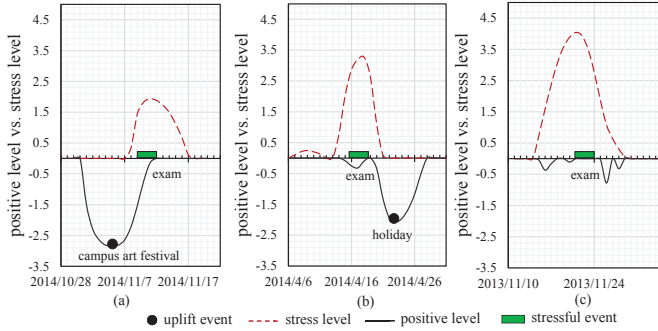 positive level vs. stress level
4.5
3.5
2.5
1.5
0.5
-0.5
-1.5
-2.5
-3.5
exam
campus art festival
2014/10/28 2014/11/7 2014/11/17
(a)
positive level vs. stress level
4.5
3.5
2.5
1.5
0.5
-0.5
-1.5
-2.5
-3.5
exam
holiday
2014/4/6 2014/4/16 2014/4/26
(b)
positive level vs. stress level
4.5
3.5
2.5
1.5
0.5
-0.5
-1.5
-2.5
-3.5
exam
2013/11/10 2013/11/24
(c)
uplift event stress level positive level stressful event